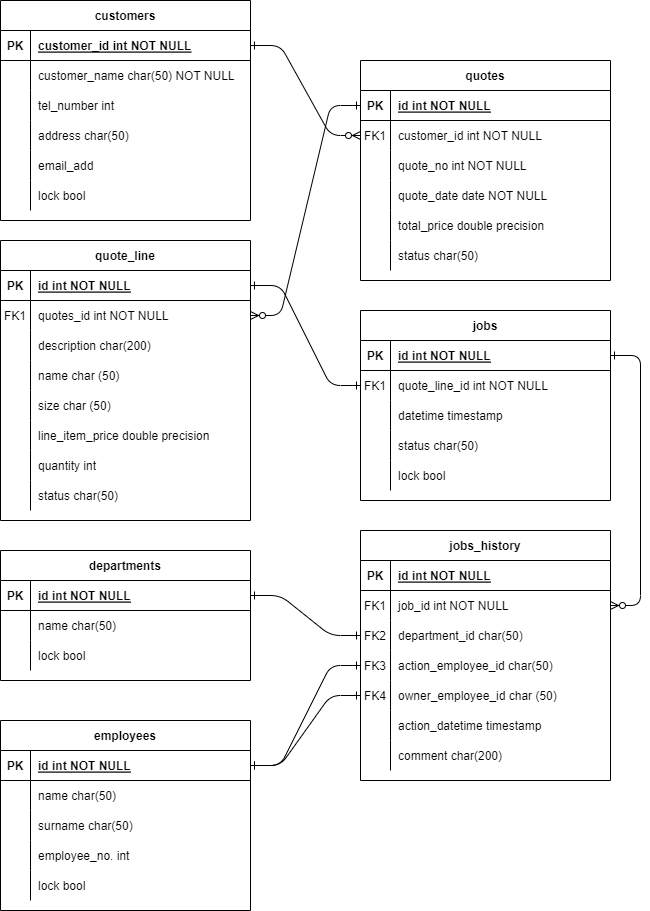 customers
PK customer_id int NOT NULL
customer_name char(50) NOT NULL
tel_number int
address char(50)
email_add
lock bool
quotes
PK id int NOT NULL
FK1 customer_id int NOT NULL
quote_no int NOT NULL
quote_date date NOT NULL
total_price double precision
status char(50)
quote_line
PK id int NOT NULL
FK1 quotes_id int NOT NULL
description char(200)
name char (50)
size char (50)
line_item_price double precision
quantity int
status char(50)
jobs
PK id int NOT NULL
FK1 quote_line_id int NOT NULL
datetime timestamp
status char(50)
lock bool
departments
PK id int NOT NULL
name char(50)
lock bool
jobs_history
PK id int NOT NULL
FK1 job_id int NOT NULL
FK2 department_id char(50)
FK3 action_employee_id char(50)
FK4 owner_employee_id char (50)
action_datetime timestamp
comment char(200)
employees
PK id int NOT NULL
name char(50)
surname char(50)
employee_no. int
lock bool